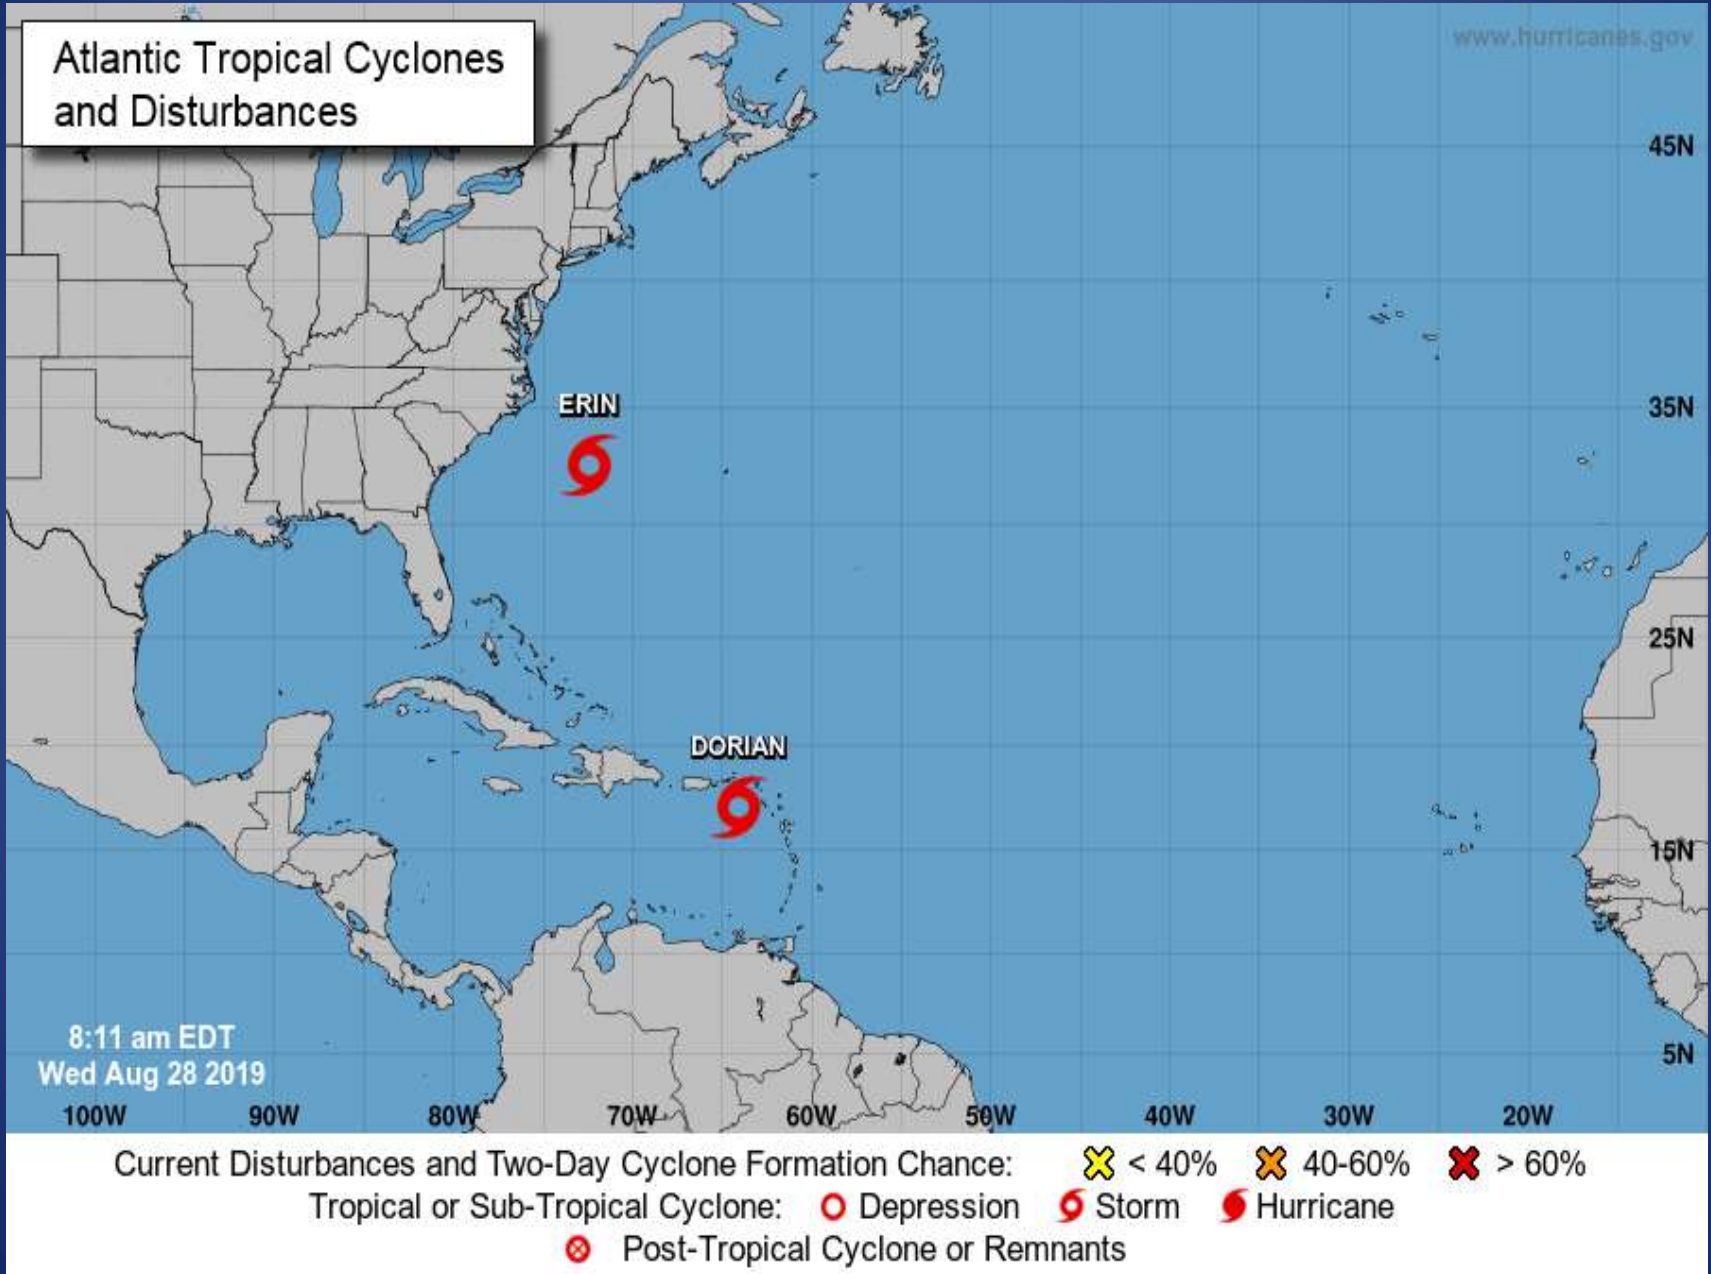 Atlantic Tropical Cyclones
and Disturbances
www.hurricanes.gov
45N
ERIN
35N
25N
DORIAN
15N
8:11 am EDT
Wed Aug 28 2019
5N
100W 90W 80W 70W 60W 50W 40W 30W 20W
Current Disturbances and Two-Day Cyclone Formation Chance: < 40% 40-60% > 60%
Tropical or Sub-Tropical Cyclone: Depression Storm Hurricane
Post-Tropical Cyclone or Remnants